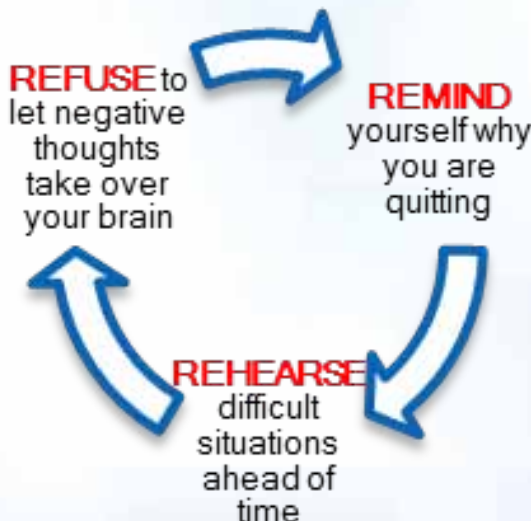 REFUSE to
let negative
thoughts
take over
your brain
REMIND
yourself why
you are
quitting
REHEARSE
difficult
situations
ahead of
time